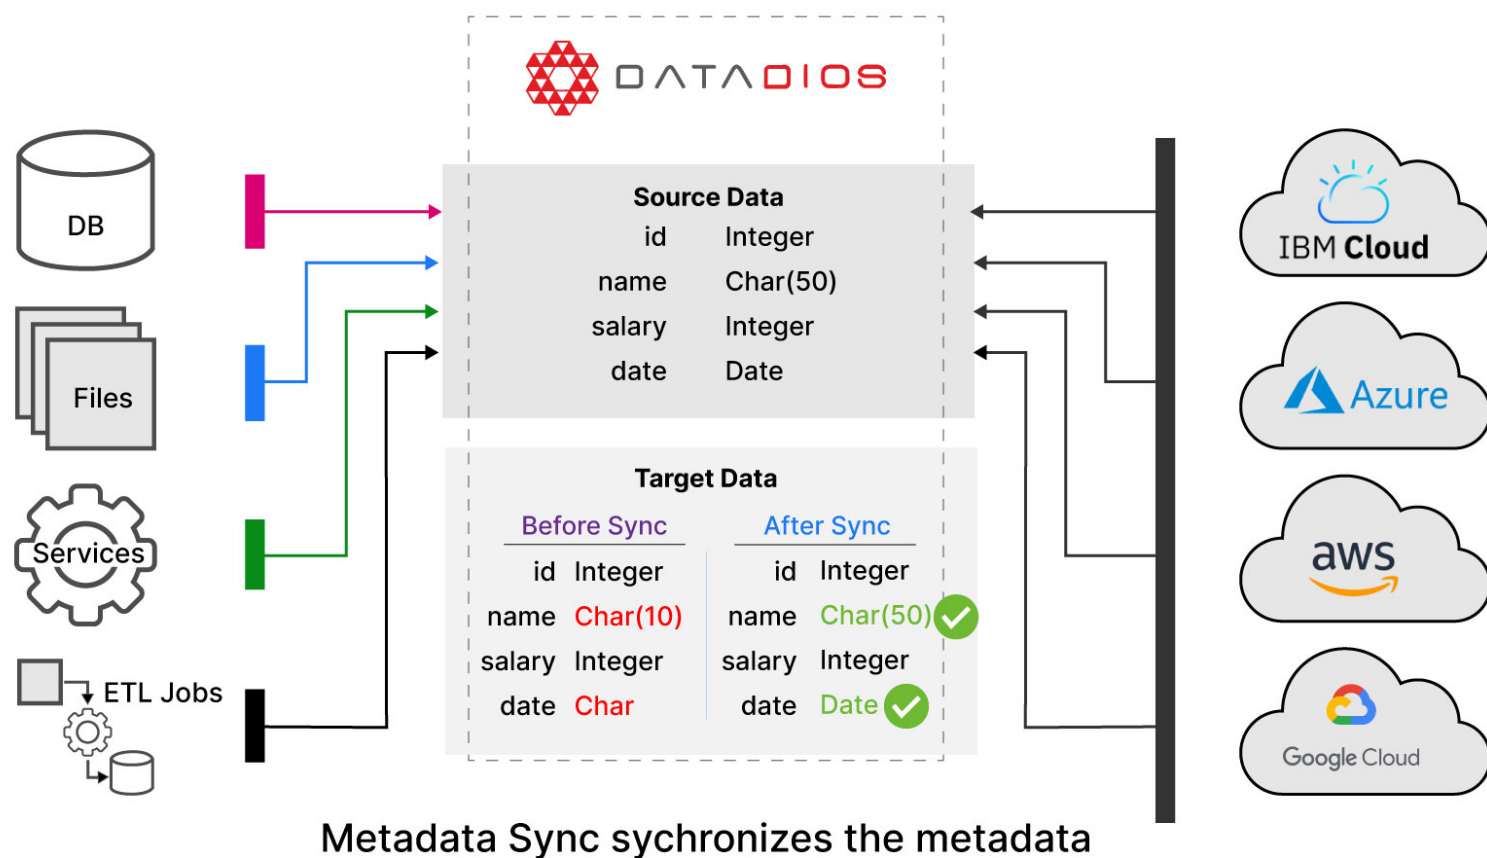 DATADIOS
DB
Files
Services
ETL Jobs
Source Data
id Integer
name Char(50)
salary Integer
date Date
Target Data
Before Sync
id Integer
name Char(10)
salary Integer
date Char
After Sync
id Integer
name Char(50)
salary Integer
date Date
IBM Cloud
Azure
aws
Google Cloud
Metadata Sync sychronizes the metadata